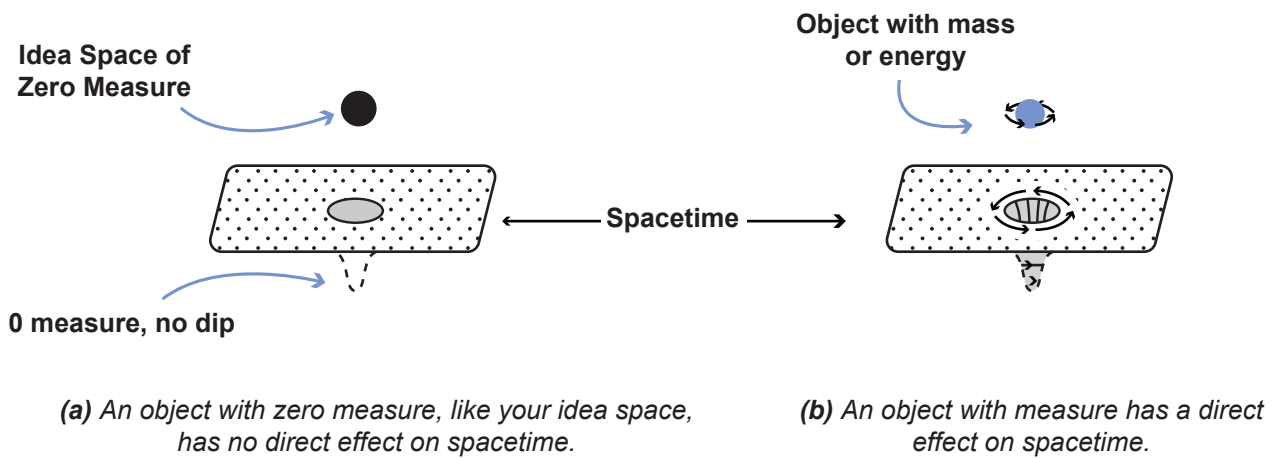 Idea Space of
Zero Measure
Object with mass
or energy
Spacetime
0 measure, no dip
(a) An object with zero measure, like your idea space,
has no direct effect on spacetime.
(b) An object with measure has a direct
effect on spacetime.